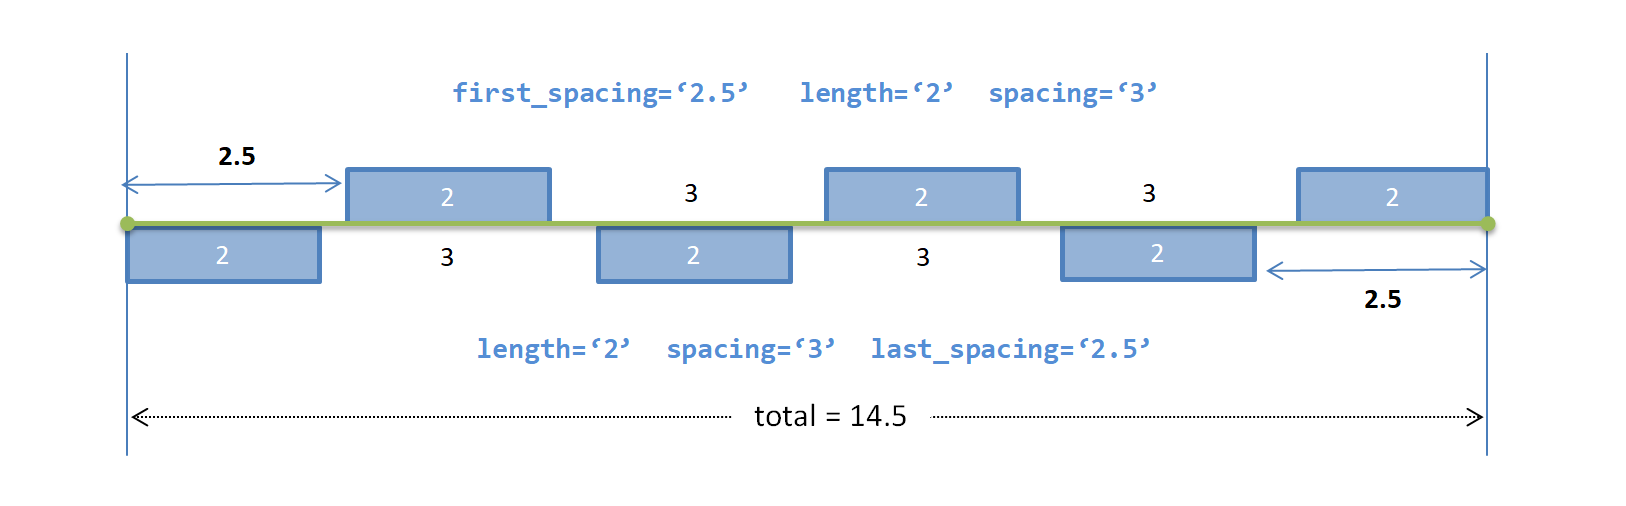 first_spacing=‘2.5’ length=‘2’ spacing=‘3’
2.5
2 3 2 3 2
2 3 2 3 2
2.5
length=‘2’ spacing=‘3’ last_spacing=‘2.5’
total = 14.5